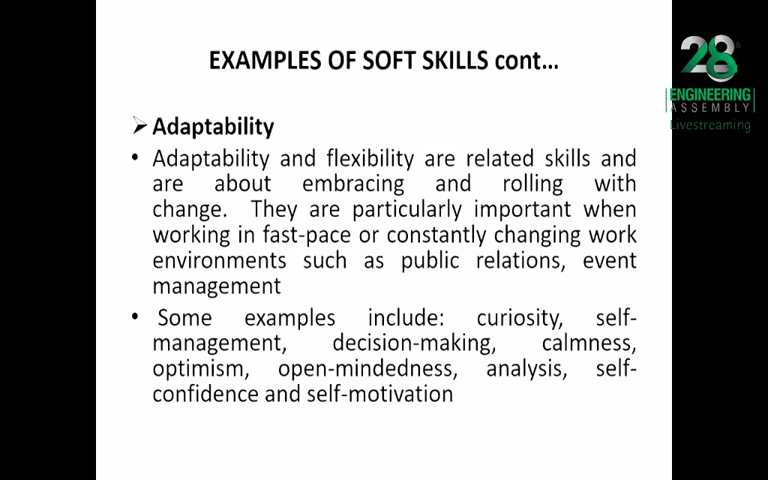 EXAMPLES OF SOFT SKILLS cont...
28
ENGINEERING
ASSEMBLY
Livestreaming
➢ Adaptability
• Adaptability and flexibility are related skills and
are about embracing and rolling with
change. They are particularly important when
working in fast-pace or constantly changing work
environments such as public relations, event
management
• Some examples include: curiosity, self-
management, decision-making, calmness,
optimism, open-mindedness, analysis, self-
confidence and self-motivation